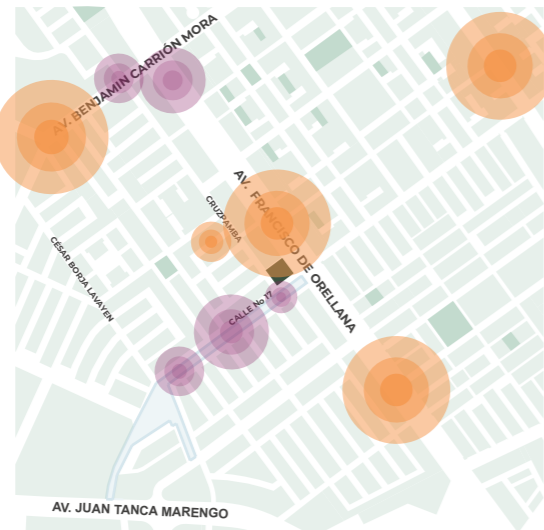 AV. BENJAMIN CARRIÓN MORA
AV. FRANCISCO DE ORELLANA
CRUZPAMBA
CÉSAR BORJA LAVAYEN
CALLE No 17
AV. JUAN TANCA MARENGO